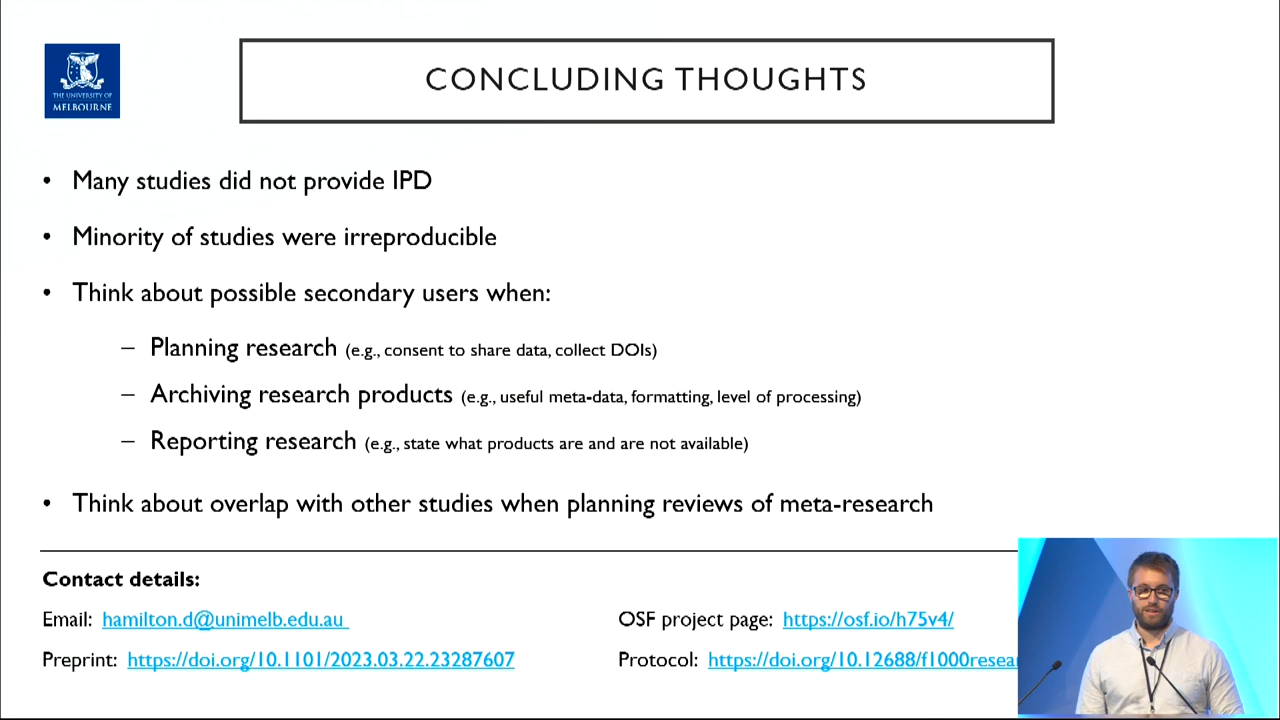 THE UNIVERSITY OF
MELBOURNE
CONCLUDING THOUGHTS
• Many studies did not provide IPD
• Minority of studies were irreproducible
• Think about possible secondary users when:
– Planning research (e.g., consent to share data, collect DOIs)
– Archiving research products (e.g., useful meta-data, formatting, level of processing)
– Reporting research (e.g., state what products are and are not available)
• Think about overlap with other studies when planning reviews of meta-research
Contact details:
Email: hamilton.d@unimelb.edu.au
OSF project page: https://osf.io/h75v4/
Preprint: https://doi.org/10.1101/2023.03.22.23287607
Protocol: https://doi.org/10.12688/f1000resear